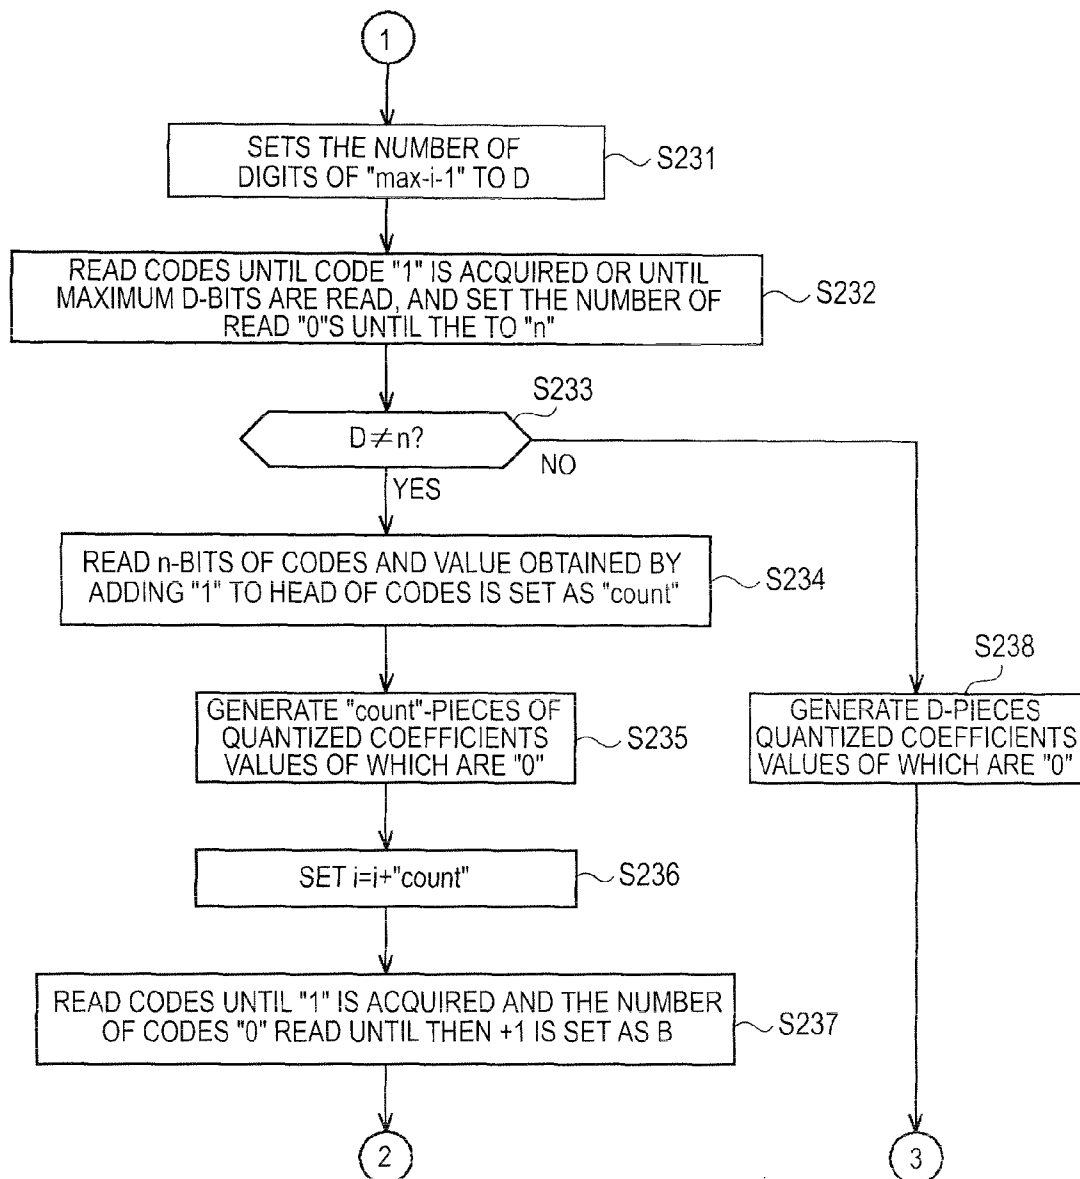 1
SETS THE NUMBER OF
DIGITS OF "max-i-1" TO D
S231
READ CODES UNTIL CODE "1" IS ACQUIRED OR UNTIL
MAXIMUM D-BITS ARE READ, AND SET THE NUMBER OF
READ "0"S UNTIL THE TO "n"
S232
S233
D≠n?
NO
YES
READ n-BITS OF CODES AND VALUE OBTAINED BY
ADDING "1" TO HEAD OF CODES IS SET AS "count"
S234
S238
GENERATE "count"-PIECES OF
QUANTIZED COEFFICIENTS
VALUES OF WHICH ARE "0"
S235
GENERATE D-PIECES
QUANTIZED COEFFICIENTS
VALUES OF WHICH ARE "0"
SET i=i+"count"
S236
READ CODES UNTIL "1" IS ACQUIRED AND THE NUMBER
OF CODES "0" READ UNTIL THEN +1 IS SET AS B
S237
2
3